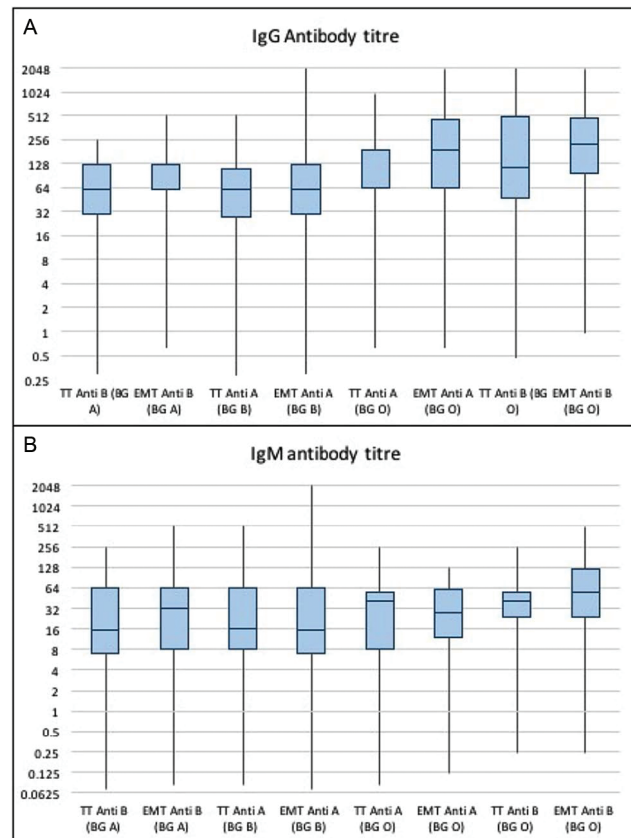 A
IgG Antibody titre
2048
1024
512
256
128
64
32
16
8
4
2
1
0.5
0.25
TT Anti B (BG A)
EMT Anti B (BG A)
TT Anti A (BG B)
EMT Anti A (BG B)
TT Anti A (BG O)
EMT Anti A (BG O)
TT Anti B (BG O)
EMT Anti B (BG O)
B
IgM antibody titre
2048
1024
512
256
128
64
32
16
8
4
2
1
0.5
0.25
0.125
0.0625
TT Anti B (BG A)
EMT Anti B (BG A)
TT Anti A (BG B)
EMT Anti A (BG B)
TT Anti A (BG O)
EMT Anti A (BG O)
TT Anti B (BG O)
EMT Anti B (BG O)